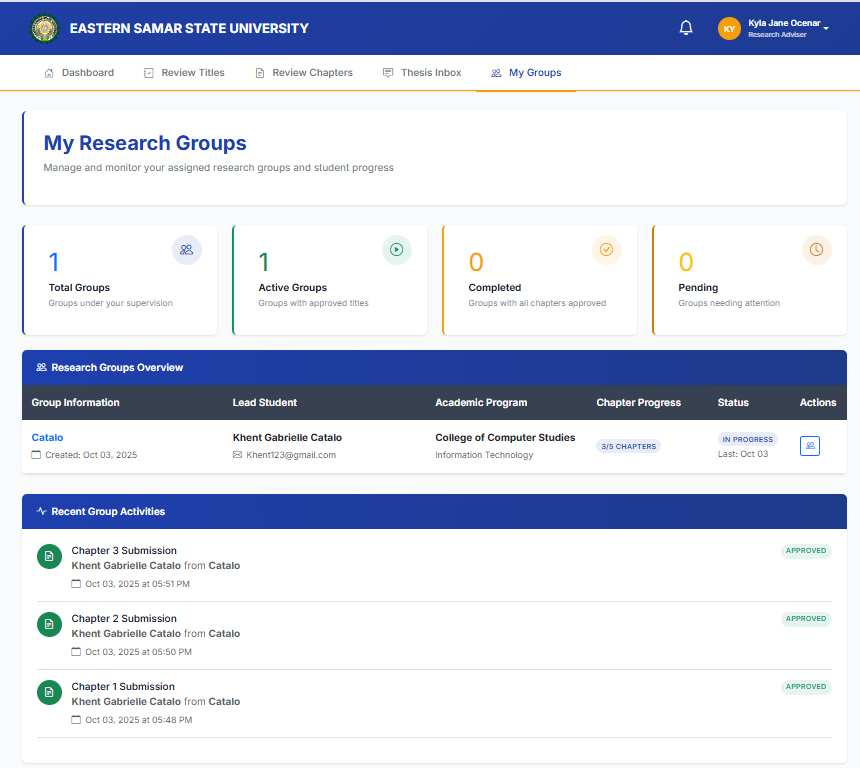 EASTERN SAMAR STATE UNIVERSITY
KY
Kyla Jane Ocenar
Research Adviser
Dashboard
Review Titles
Review Chapters
Thesis Inbox
My Groups
My Research Groups
Manage and monitor your assigned research groups and student progress
1
Total Groups
Groups under your supervision
1
Active Groups
Groups with approved titles
0
Completed
Groups with all chapters approved
0
Pending
Groups needing attention
Research Groups Overview
Group Information Lead Student Academic Program Chapter Progress Status Actions
Catalo Khent Gabrielle Catalo College of Computer Studies 3/5 CHAPTERS IN PROGRESS
Created: Oct 03, 2025 Khent123@gmail.com Information Technology Last: Oct 03
Recent Group Activities
Chapter 3 Submission APPROVED
Khent Gabrielle Catalo from Catalo
Oct 03, 2025 at 05:51 PM
Chapter 2 Submission APPROVED
Khent Gabrielle Catalo from Catalo
Oct 03, 2025 at 05:50 PM
Chapter 1 Submission APPROVED
Khent Gabrielle Catalo from Catalo
Oct 03, 2025 at 05:48 PM